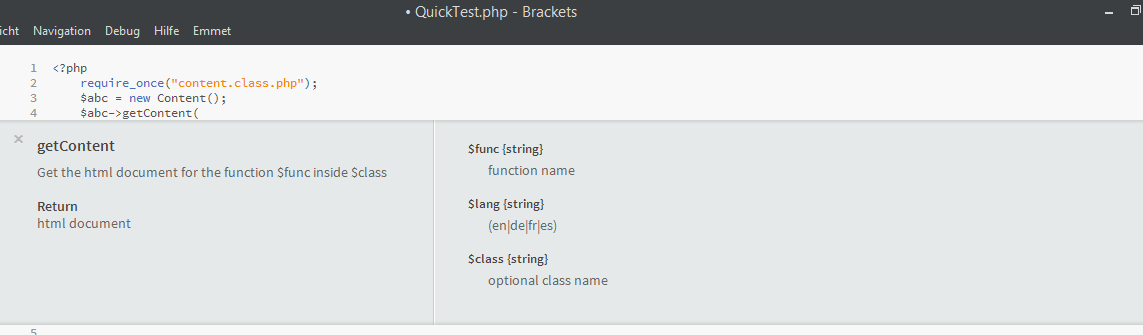 • QuickTest.php - Brackets
icht Navigation Debug Hilfe Emmet
1 <?php
2 require_once("content.class.php");
3 $abc = new Content();
4 $abc->getContent(
× getContent
Get the html document for the function $func inside $class
Return
html document
$func {string}
function name
$lang {string}
(en|de|fr|es)
$class {string}
optional class name
5